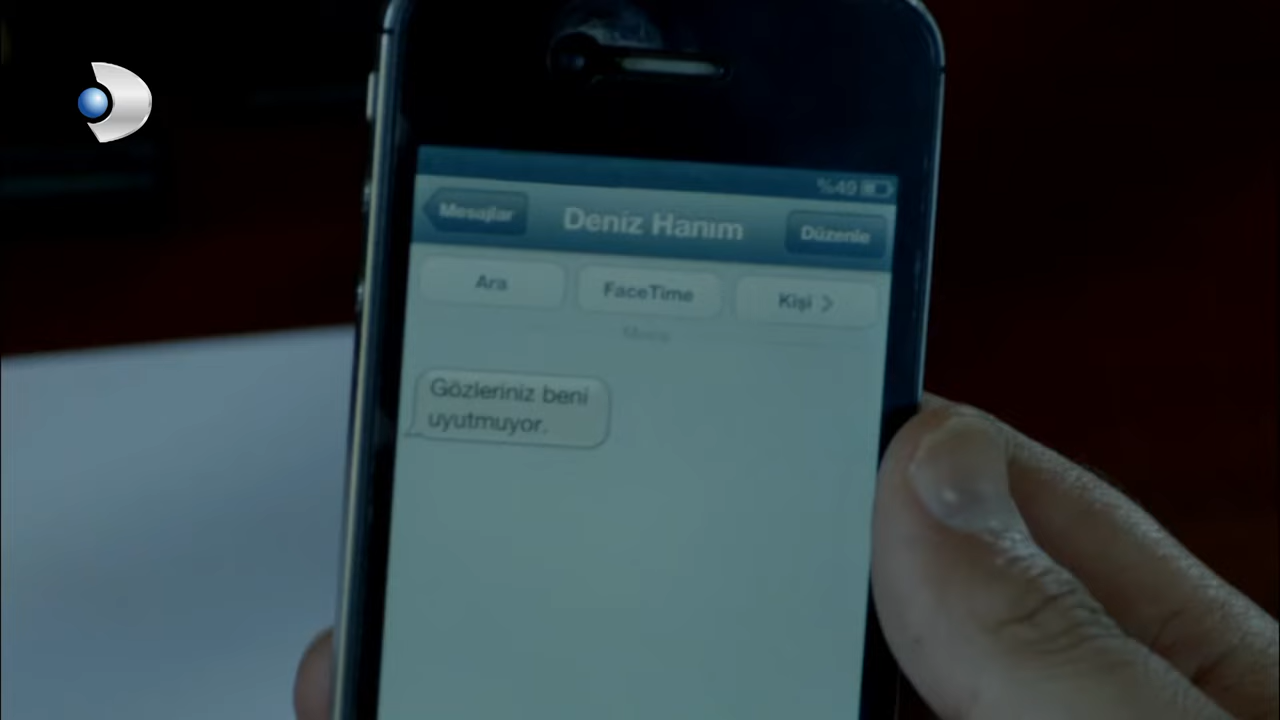 %49
Mesajlar
Deniz Hanım
Düzenle
Ara
FaceTime
Kişi
Gözleriniz beni
uyutmuyor.